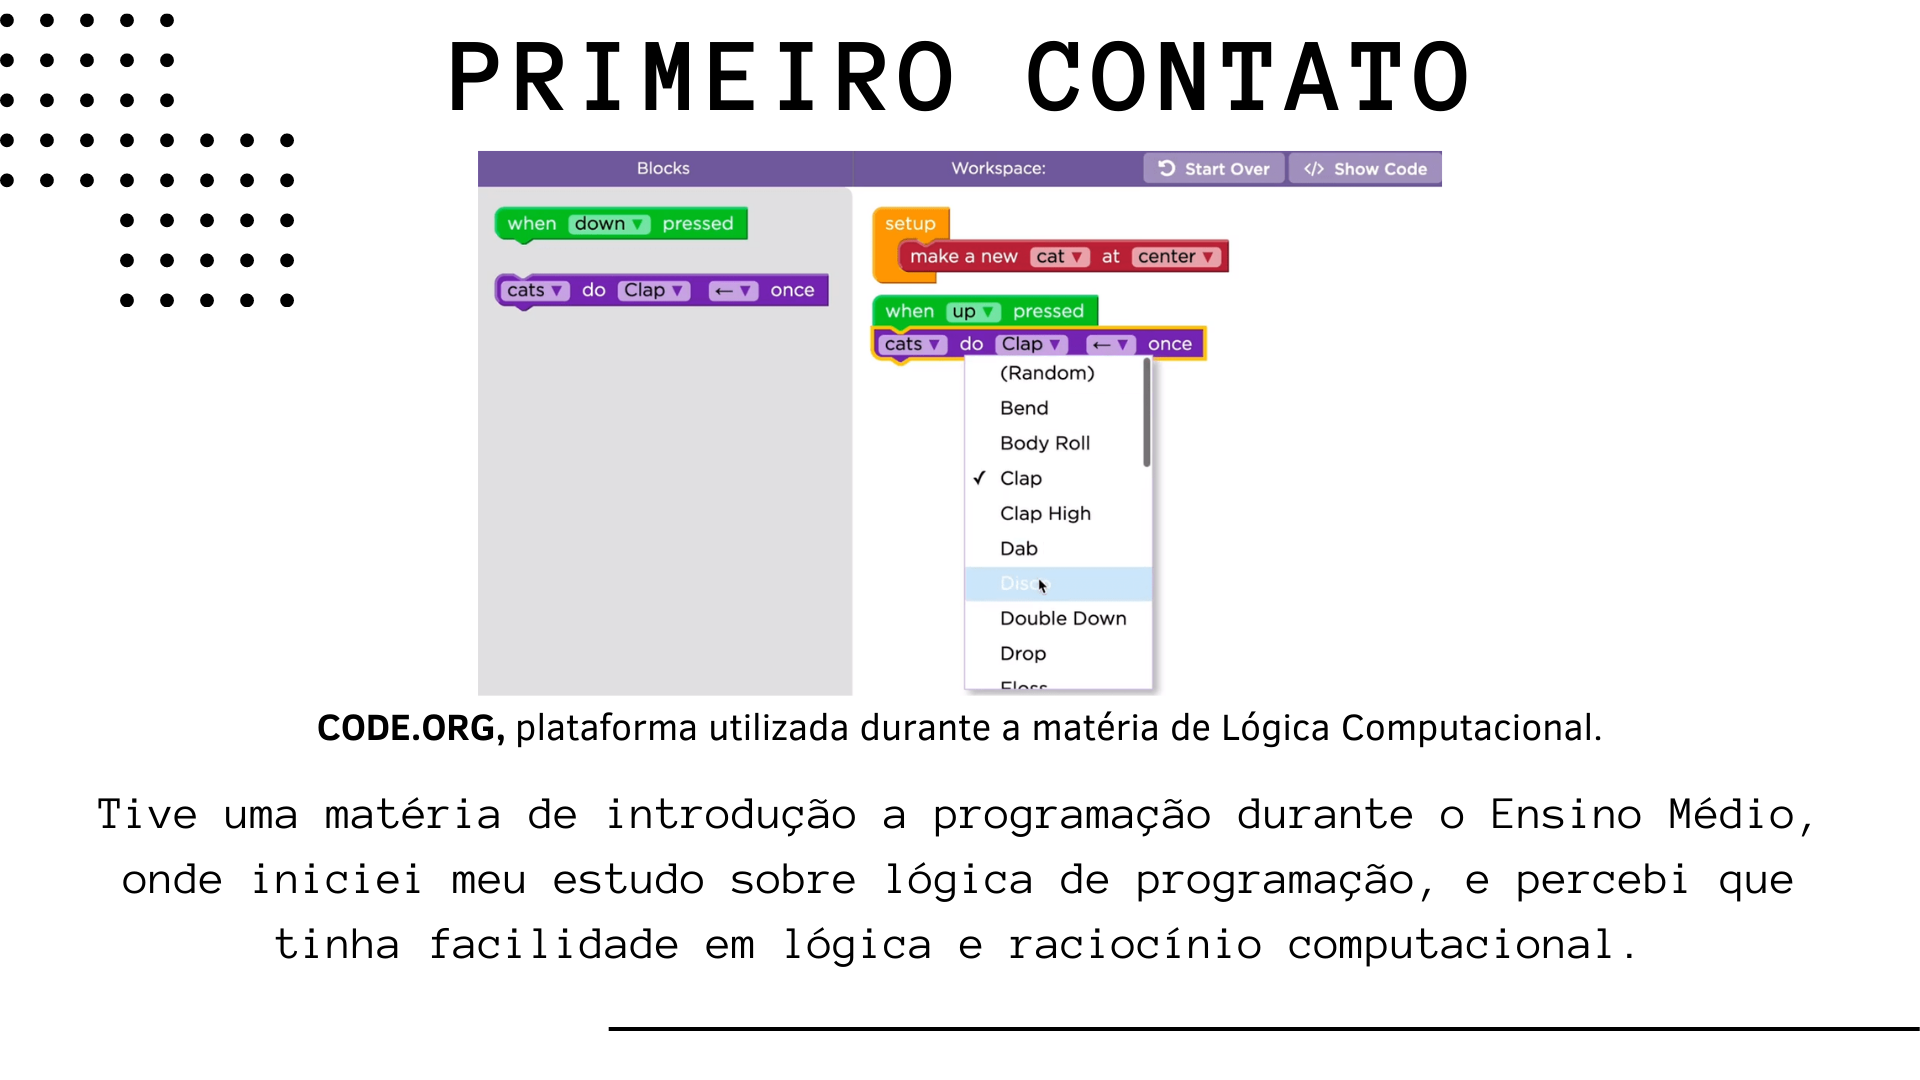 PRIMEIRO CONTATO
Blocks
Workspace:
Start Over
</> Show Code
when down ▼ pressed
cats ▼ do Clap ▼ ←▼ once
setup
make a new cat ▼ at center ▼
when up ▼ pressed
cats ▼ do Clap ▼ ←▼ once
(Random)
Bend
Body Roll
✓ Clap
Clap High
Dab
Disco
Double Down
Drop
Floss
CODE.ORG, plataforma utilizada durante a matéria de Lógica Computacional.
Tive uma matéria de introdução a programação durante o Ensino Médio,
onde iniciei meu estudo sobre lógica de programação, e percebi que
tinha facilidade em lógica e raciocínio computacional.